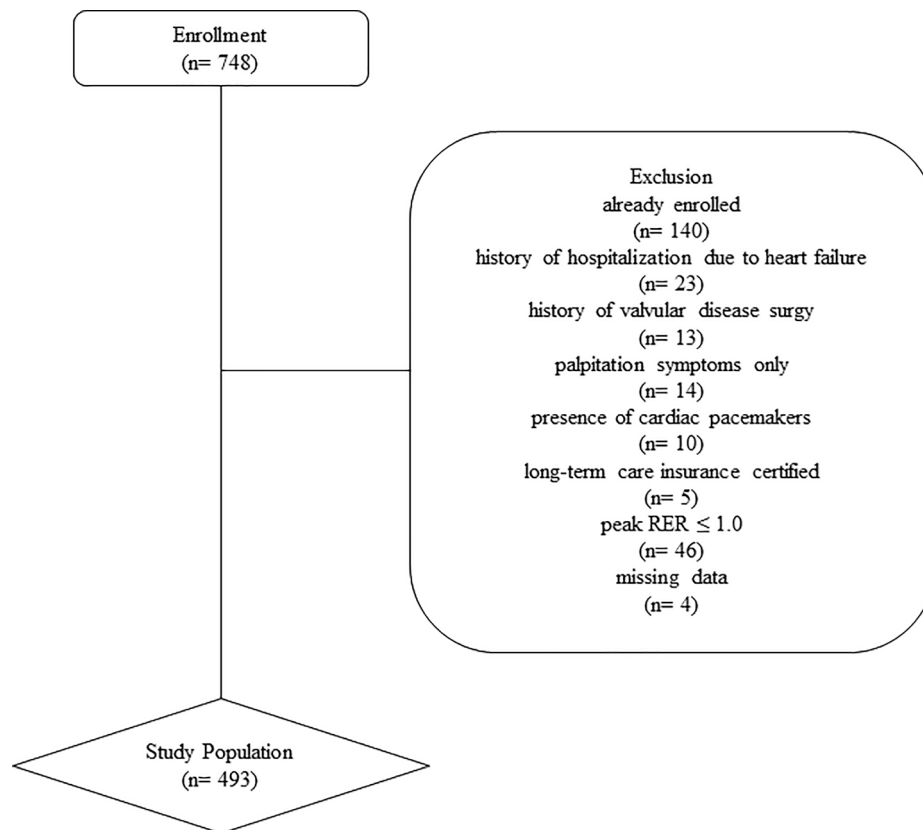 Enrollment
(n= 748)
Exclusion
already enrolled
(n= 140)
history of hospitalization due to heart failure
(n= 23)
history of valvular disease surgy
(n= 13)
palpitation symptoms only
(n= 14)
presence of cardiac pacemakers
(n= 10)
long-term care insurance certified
(n= 5)
peak RER ≤ 1.0
(n= 46)
missing data
(n= 4)
Study Population
(n= 493)